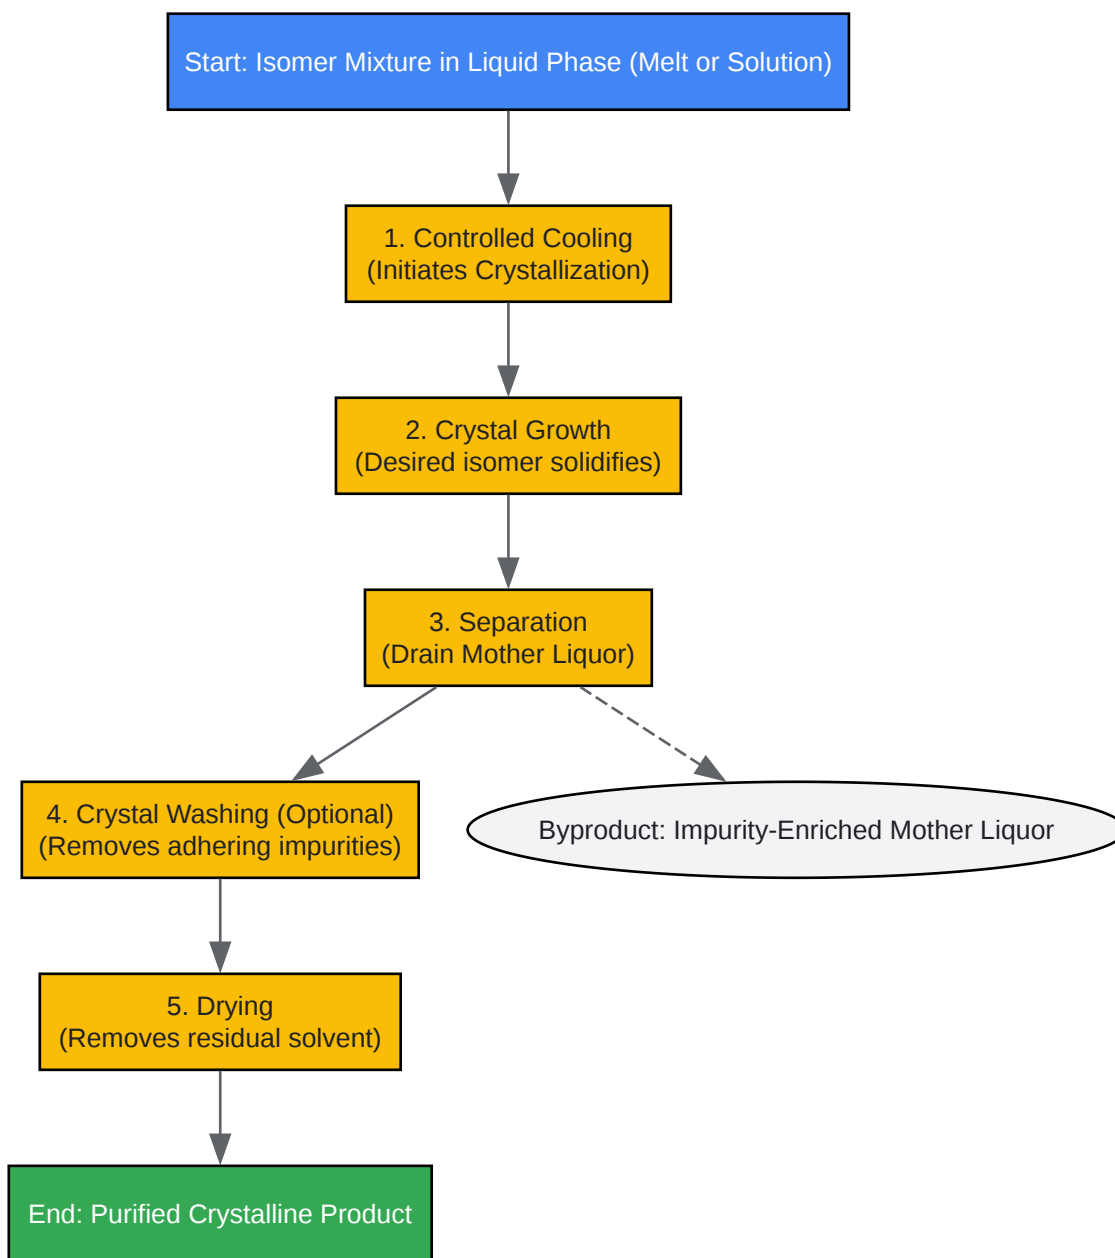 Start: Isomer Mixture in Liquid Phase (Melt or Solution)
1. Controlled Cooling
(Initiates Crystallization)
2. Crystal Growth
(Desired isomer solidifies)
3. Separation
(Drain Mother Liquor)
4. Crystal Washing (Optional)
(Removes adhering impurities)
Byproduct: Impurity-Enriched Mother Liquor
5. Drying
(Removes residual solvent)
End: Purified Crystalline Product